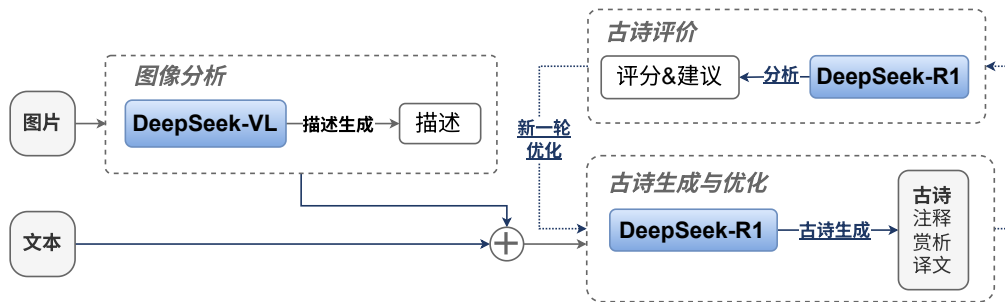 图像分析
图片
DeepSeek-VL
描述生成
描述
文本
古诗评价
评分&建议
分析
DeepSeek-R1
新一轮
优化
古诗生成与优化
DeepSeek-R1
古诗生成
古诗
注释
赏析
译文